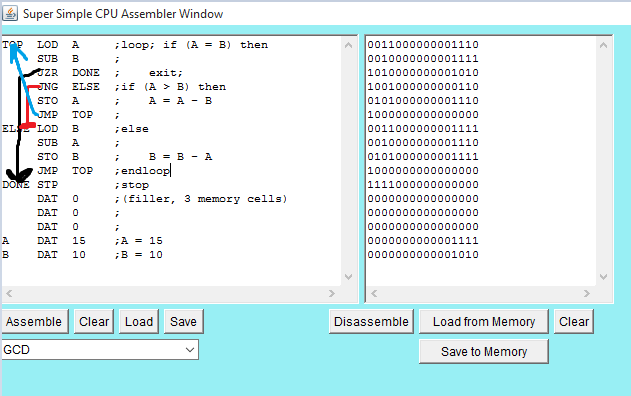 Super Simple CPU Assembler Window
TOP LOD A ;loop; if (A = B) then
SUB B ;
JZR DONE ; exit;
JNG ELSE ;if (A > B) then
STO A ; A = A - B
JMP TOP ;
ELSE LOD B ;else
SUB A ;
STO B ; B = B - A
JMP TOP ;endloop
DONE STP ;stop
DAT 0 ;(filler, 3 memory cells)
DAT 0 ;
DAT 0 ;
A DAT 15 ;A = 15
B DAT 10 ;B = 10
0011000000001110
0010000000001111
1010000000001010
1001000000000110
0101000000001110
1000000000000000
0011000000001111
0010000000001110
0101000000001111
1000000000000000
1111000000000000
0000000000000000
0000000000000000
0000000000000000
0000000000001111
0000000000001010
Assemble Clear Load Save Disassemble Load from Memory Clear
GCD Save to Memory